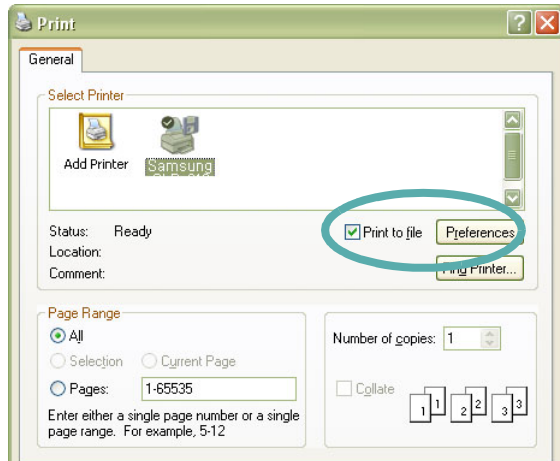 Print
General
Select Printer
Add Printer
Samsung
Status: Ready
Print to file
Preferences
Location:
Comment:
Find Printer...
Page Range
All
Selection
Current Page
Pages: 1-65535
Enter either a single page number or a single
page range. For example, 5-12
Number of copies: 1
Collate
1 1 2 2 3 3